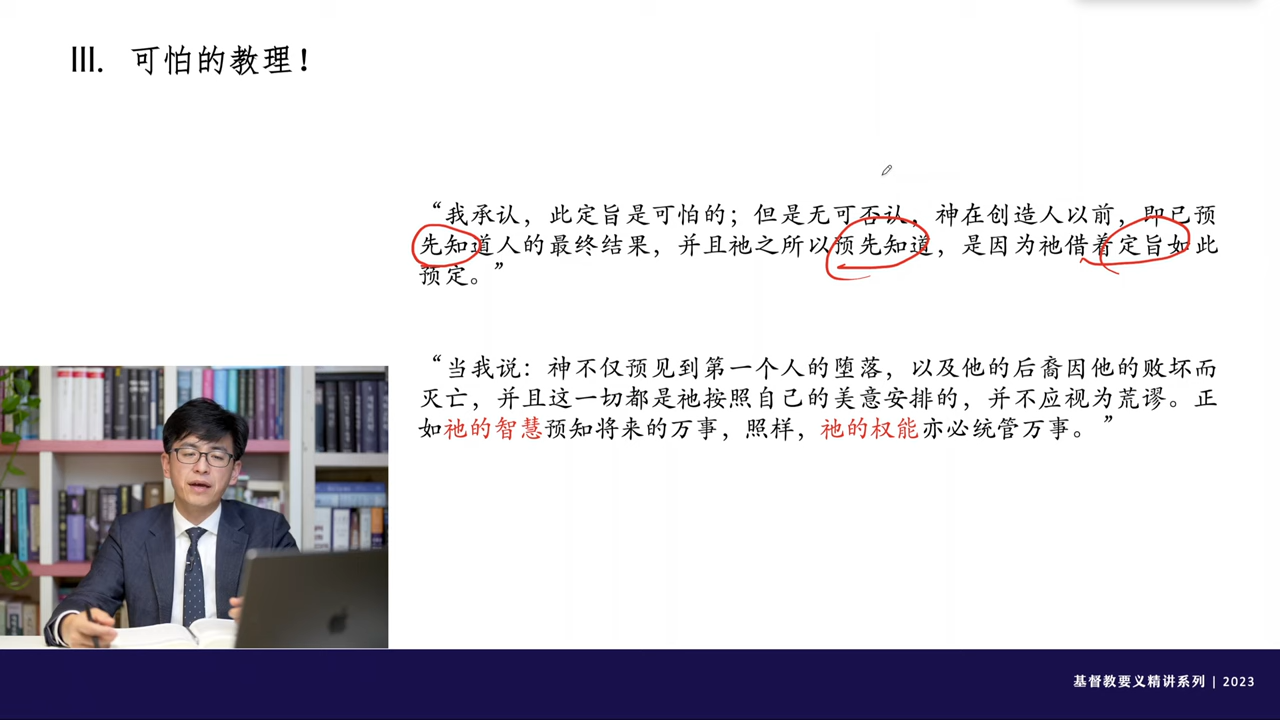 III. 可怕的教理！
“我承认，此定旨是可怕的；但是无可否认，神在创造人以前，即已预
先知道人的最终结果，并且祂之所以预先知道，是因为祂借着定旨如此
预定。”
“当我说：神不仅预见到第一个人的堕落，以及他的后裔因他的败坏而
灭亡，并且这一切都是祂按照自己的美意安排的，并不应视为荒谬。正
如祂的智慧预知将来的万事，照样，祂的权能亦必统管万事。”
基督教要义精讲系列 | 2023